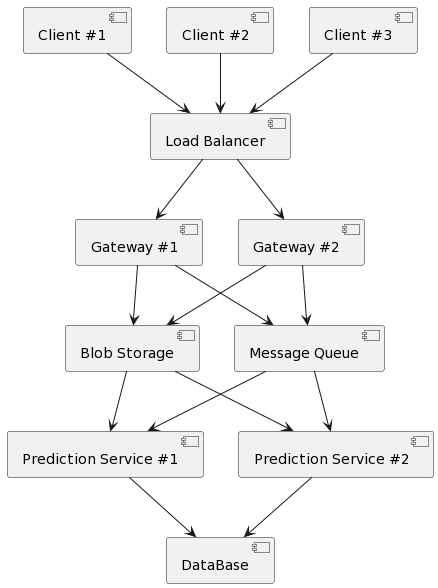 Client #1
Client #2
Client #3
Load Balancer
Gateway #1
Gateway #2
Blob Storage
Message Queue
Prediction Service #1
Prediction Service #2
DataBase